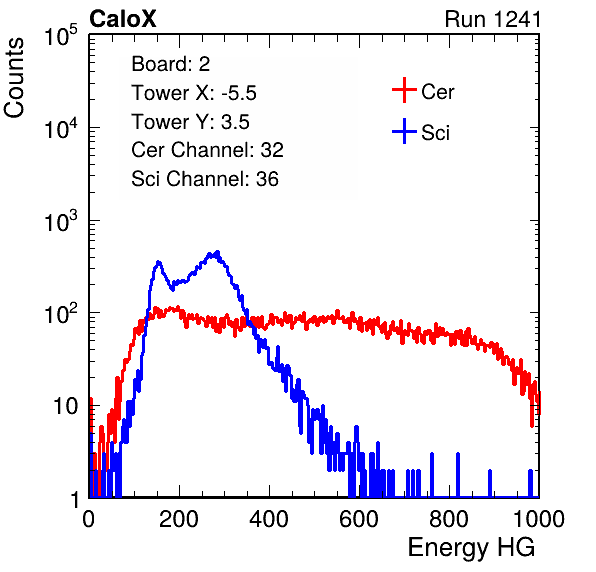 CaloX Run 1241
Counts
10^5
10^4
10^3
10^2
10
1
Board: 2
Tower X: -5.5
Tower Y: 3.5
Cer Channel: 32
Sci Channel: 36
Cer
Sci
0 200 400 600 800 1000
Energy HG